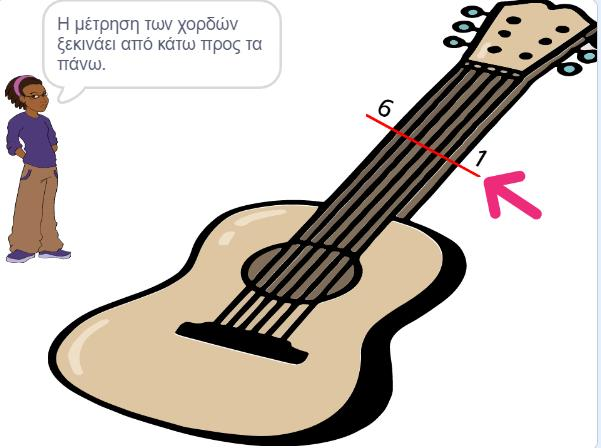 Η μέτρηση των χορδών
ξεκινάει από κάτω προς τα
πάνω.
6
1